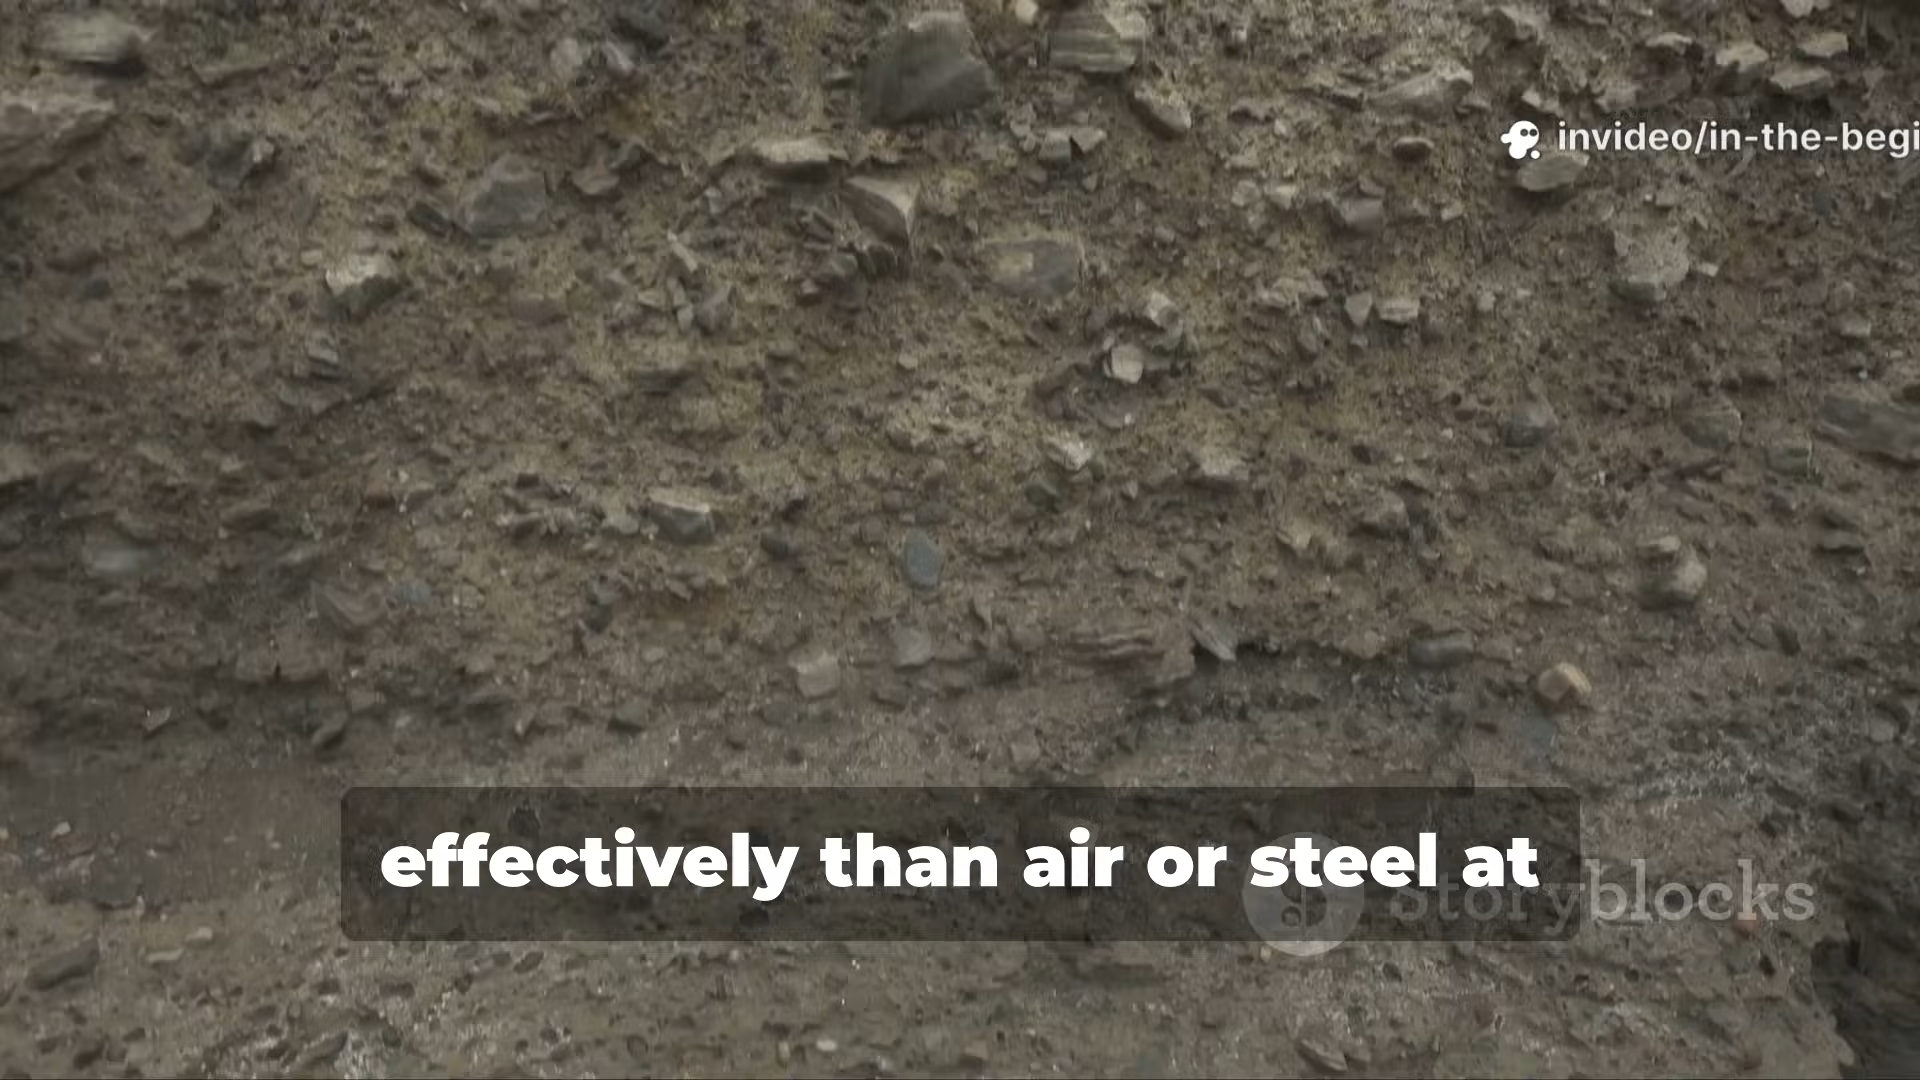 invideo/in-the-begi
effectively than air or steel at
Storyblocks